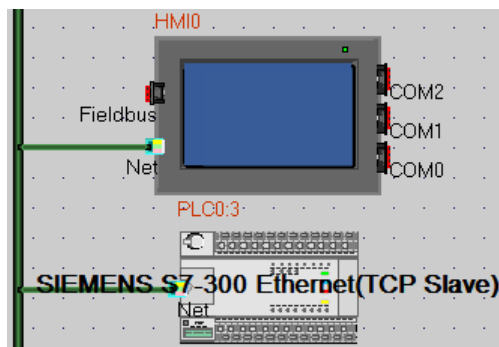 HMI0
COM2
Fieldbus
COM1
Net
COM0
PLC0:3
SIEMENS S7-300 Ethernet(TCP Slave)
Net